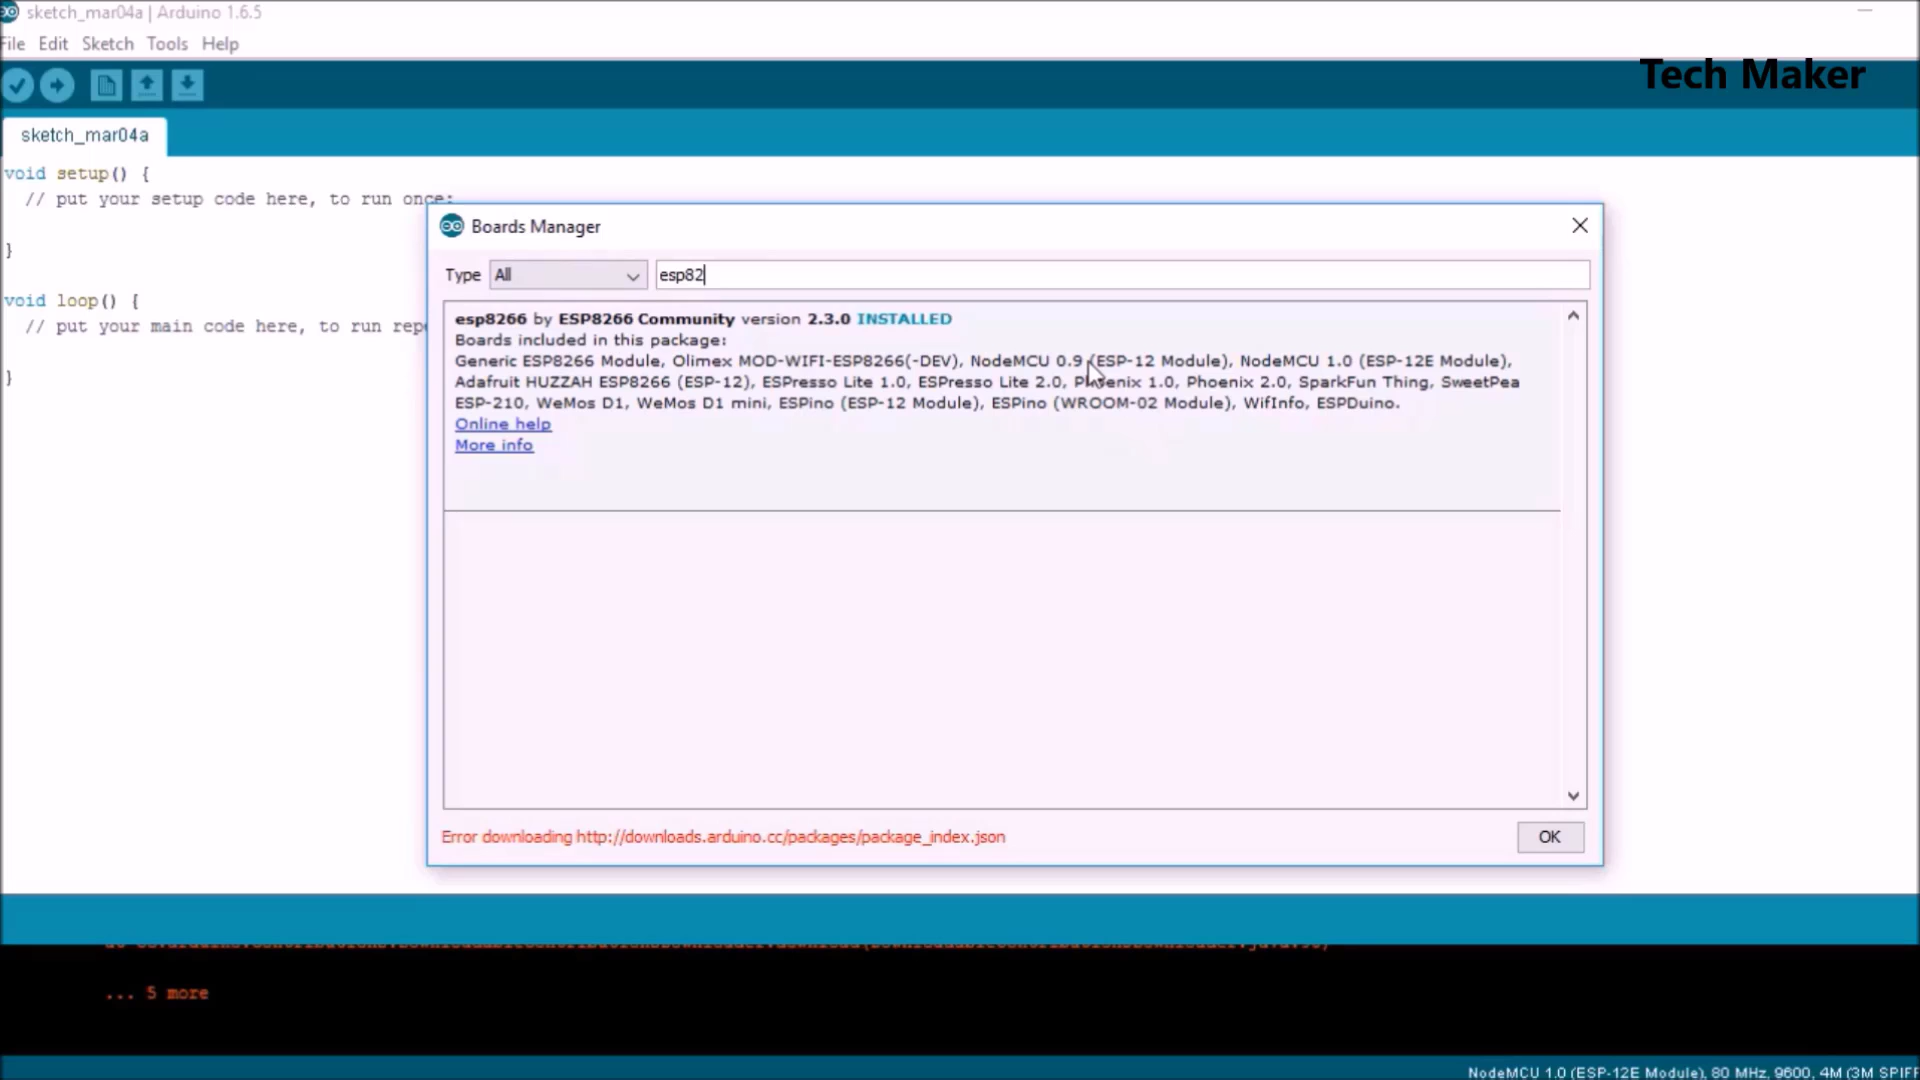 sketch_mar04a | Arduino 1.6.5
File Edit Sketch Tools Help
Tech Maker
sketch_mar04a
void setup() {
// put your setup code here, to run once:
}
void loop() {
// put your main code here, to run rep
}
Boards Manager
Type All esp82
esp8266 by ESP8266 Community version 2.3.0 INSTALLED
Boards included in this package:
Generic ESP8266 Module, Olimex MOD-WIFI-ESP8266(-DEV), NodeMCU 0.9 (ESP-12 Module), NodeMCU 1.0 (ESP-12E Module),
Adafruit HUZZAH ESP8266 (ESP-12), ESPresso Lite 1.0, ESPresso Lite 2.0, Phoenix 1.0, Phoenix 2.0, SparkFun Thing, SweetPea
ESP-210, WeMos D1, WeMos D1 mini, ESPino (ESP-12 Module), ESPino (WROOM-02 Module), WifInfo, ESPDuino.
Online help
More info
Error downloading http://downloads.arduino.cc/packages/package_index.json
OK
... 5 more
NodeMCU 1.0 (ESP-12E Module), 80 MHz, 9600, 4M (3M SPIFF